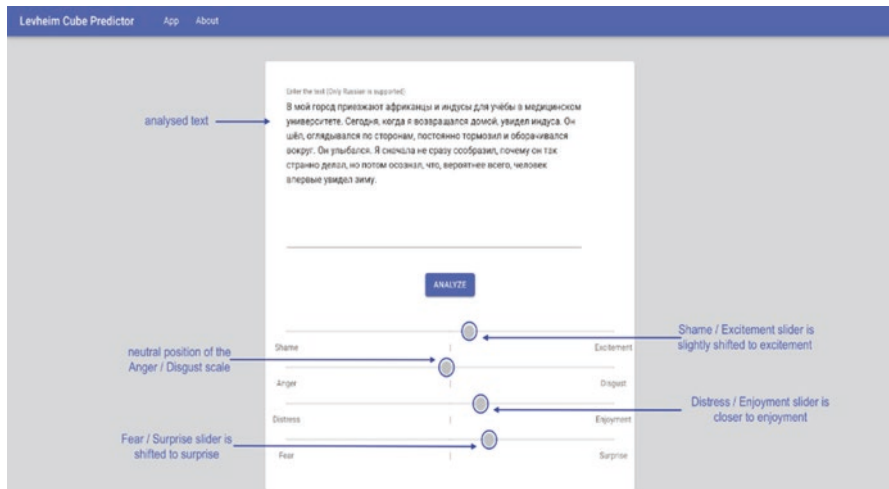 Levheim Cube Predictor App About
Enter the text (Only Russian is supported)
В мой город приезжают африканцы и индусы для учёбы в медицинском
университете. Сегодня, когда я возвращался домой, увидел индуса. Он
шёл, оглядывался по сторонам, постоянно тормозил и оборачивался
вокруг. Он улыбался. Я сначала не сразу сообразил, почему он так
странно делал, но потом осознал, что, вероятнее всего, человек
впервые увидел зиму.
analysed text
ANALYZE
Shame | Excitement
Shame / Excitement slider is
slightly shifted to excitement
neutral position of the
Anger / Disgust scale
Anger | Disgust
Distress | Enjoyment
Distress / Enjoyment slider is
closer to enjoyment
Fear / Surprise slider is
shifted to surprise
Fear | Surprise